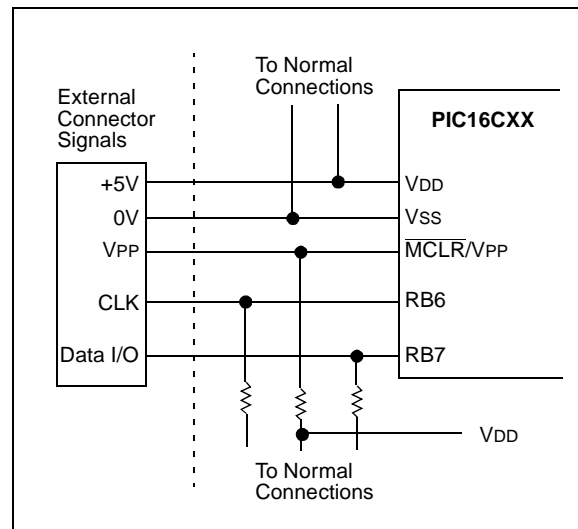 To Normal
Connections
External
Connector
Signals
PIC16CXX
+5V
0V
VPP
CLK
Data I/O
VDD
VSS
MCLR/VPP
RB6
RB7
VDD
To Normal
Connections